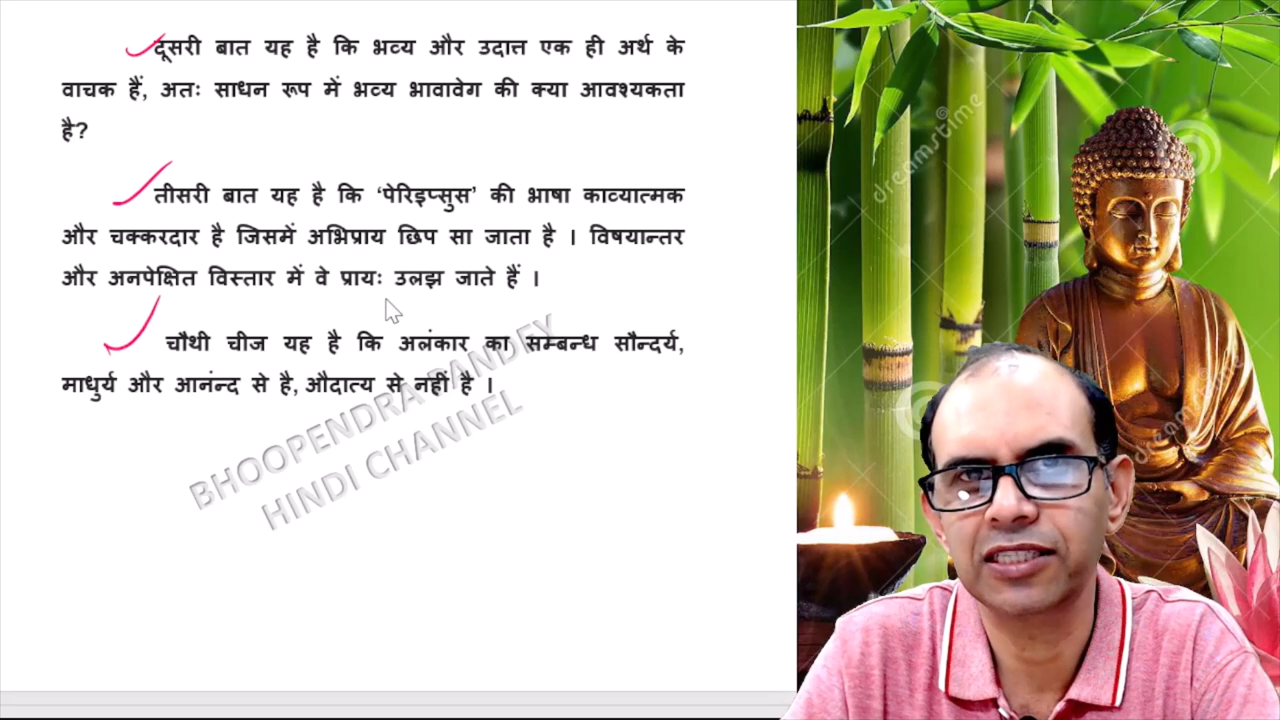 दूसरी बात यह है कि भव्य और उदात्त एक ही अर्थ के
वाचक हैं, अतः साधन रूप में भव्य भावावेग की क्या आवश्यकता
है?
तीसरी बात यह है कि ‘पेरिइप्सुस’ की भाषा काव्यात्मक
और चक्करदार है जिसमें अभिप्राय छिप सा जाता है ।  विषयान्तर
और अनपेक्षित विस्तार में वे प्रायः उलझ जाते हैं ।
चौथी चीज यह है कि अलंकार का सम्बन्ध सौन्दर्य,
माधुर्य और आनंन्द से है, औदात्य से नहीं है ।
BHOOPENDRA PANDEY
HINDI CHANNEL
dreamstime
dreamstime